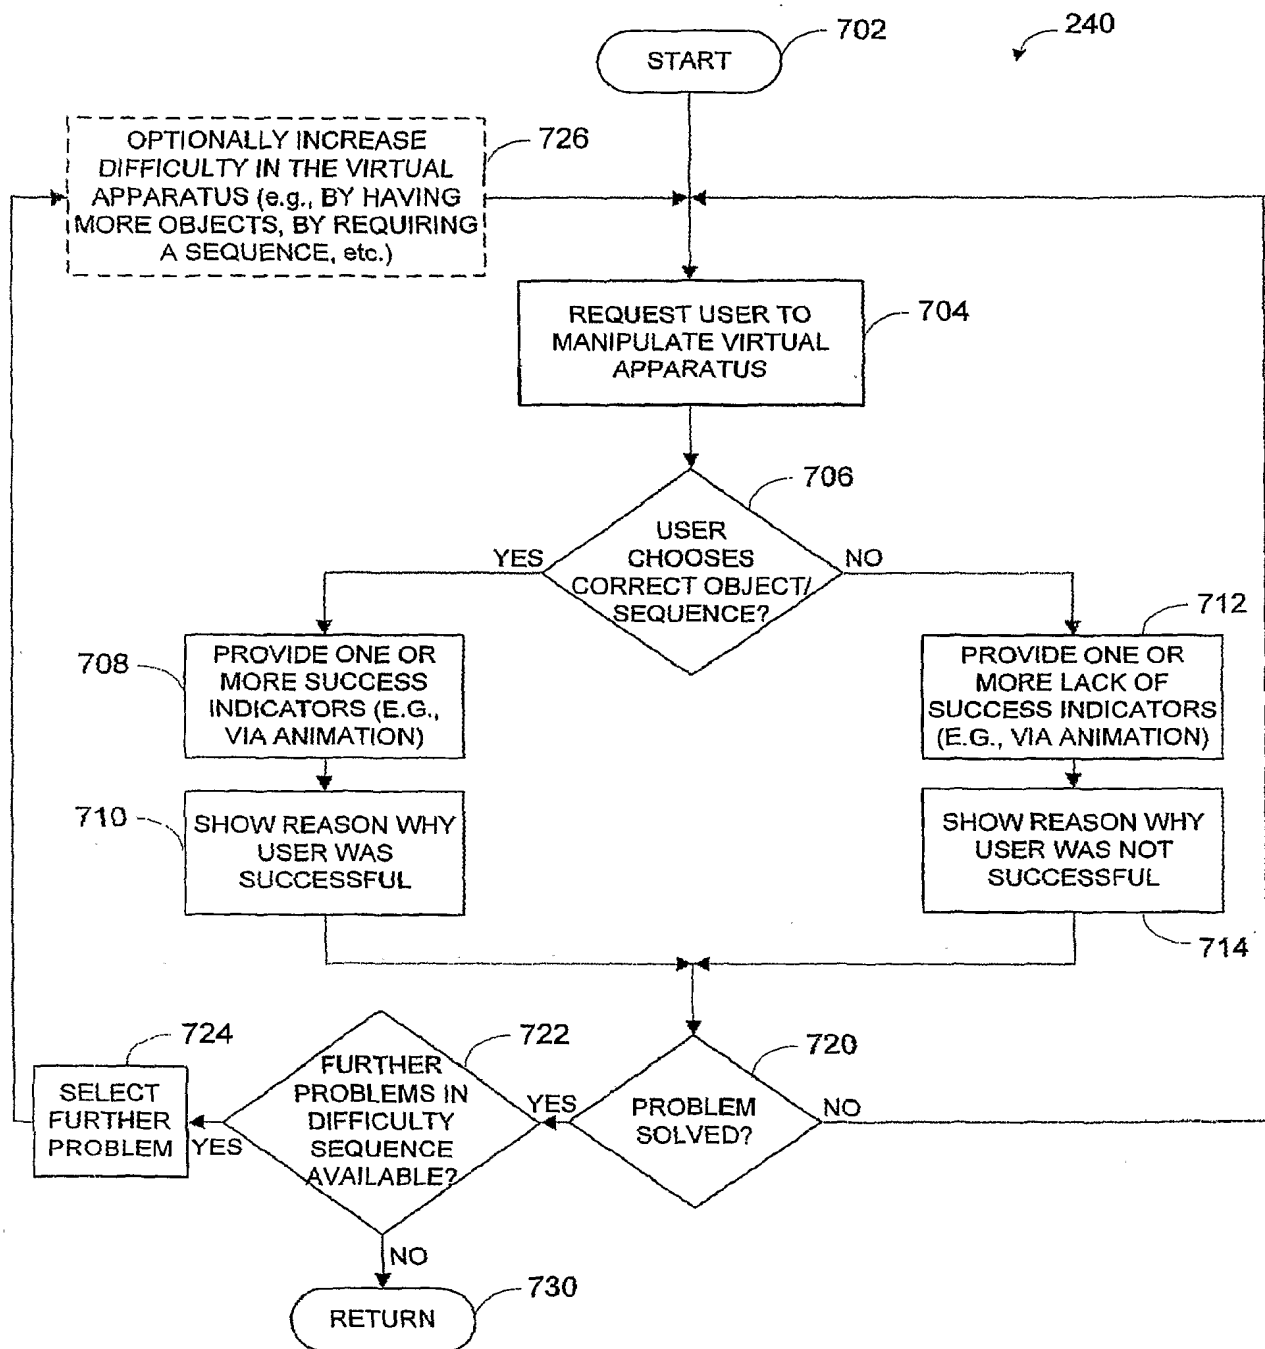 702
240
START
OPTIONALLY INCREASE
DIFFICULTY IN THE VIRTUAL
APPARATUS (e.g., BY HAVING
MORE OBJECTS, BY REQUIRING
A SEQUENCE, etc.)
726
REQUEST USER TO
MANIPULATE VIRTUAL
APPARATUS
704
706
USER
CHOOSES
CORRECT OBJECT/
SEQUENCE?
YES
NO
708
PROVIDE ONE OR
MORE SUCCESS
INDICATORS (E.G.,
VIA ANIMATION)
712
PROVIDE ONE OR
MORE LACK OF
SUCCESS INDICATORS
(E.G., VIA ANIMATION)
710
SHOW REASON WHY
USER WAS
SUCCESSFUL
SHOW REASON WHY
USER WAS NOT
SUCCESSFUL
714
724
SELECT
FURTHER
PROBLEM
YES
722
FURTHER
PROBLEMS IN
DIFFICULTY
SEQUENCE
AVAILABLE?
YES
720
PROBLEM
SOLVED?
NO
NO
730
RETURN